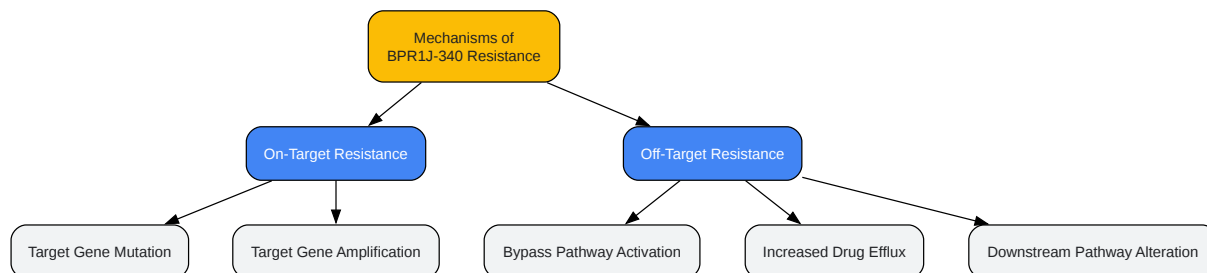 Mechanisms of
BPR1J-340 Resistance
On-Target Resistance
Off-Target Resistance
Target Gene Mutation
Target Gene Amplification
Bypass Pathway Activation
Increased Drug Efflux
Downstream Pathway Alteration